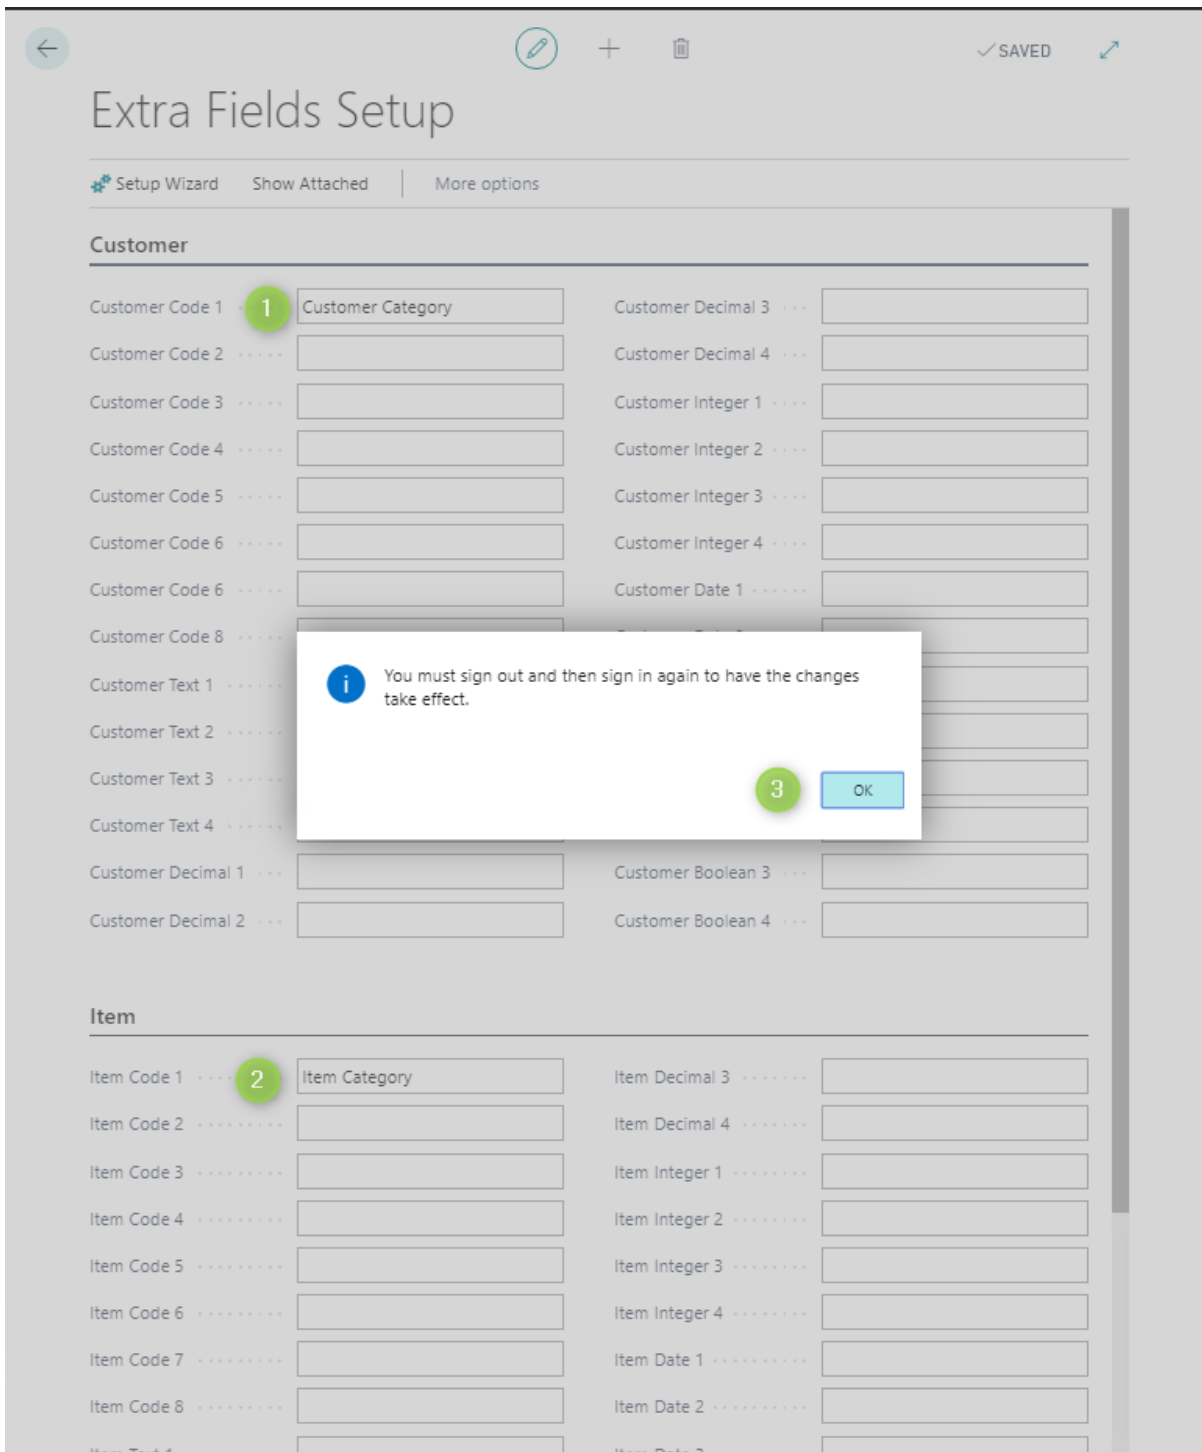 SAVED
Extra Fields Setup
Setup Wizard Show Attached More options
Customer
Customer Code 1 1 Customer Category Customer Decimal 3
Customer Code 2 Customer Decimal 4
Customer Code 3 Customer Integer 1
Customer Code 4 Customer Integer 2
Customer Code 5 Customer Integer 3
Customer Code 6 Customer Integer 4
Customer Code 6 Customer Date 1
Customer Code 8
You must sign out and then sign in again to have the changes
take effect.
3 OK
Customer Text 1
Customer Text 2
Customer Text 3
Customer Text 4
Customer Decimal 1 Customer Boolean 3
Customer Decimal 2 Customer Boolean 4
Item
Item Code 1 2 Item Category Item Decimal 3
Item Code 2 Item Decimal 4
Item Code 3 Item Integer 1
Item Code 4 Item Integer 2
Item Code 5 Item Integer 3
Item Code 6 Item Integer 4
Item Code 7 Item Date 1
Item Code 8 Item Date 2